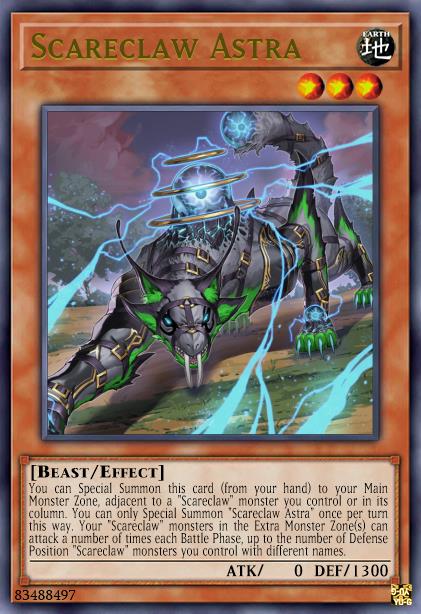 SCARECLAW ASTRA
EARTH
地
[BEAST/EFFECT]
You can Special Summon this card (from your hand) to your Main
Monster Zone, adjacent to a "Scareclaw" monster you control or in its
column. You can only Special Summon "Scareclaw Astra" once per turn
this way. Your "Scareclaw" monsters in the Extra Monster Zone(s) can
attack a number of times each Battle Phase, up to the number of Defense
Position "Scareclaw" monsters you control with different names.
ATK/ 0 DEF/1300
83488497